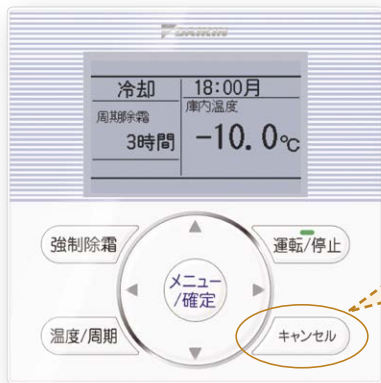 DAIKIN
冷却 18:00月
周期除霜 庫内温度
3時間 -10.0℃
強制除霜 運転/停止
メニュー
/確定
温度/周期 キャンセル